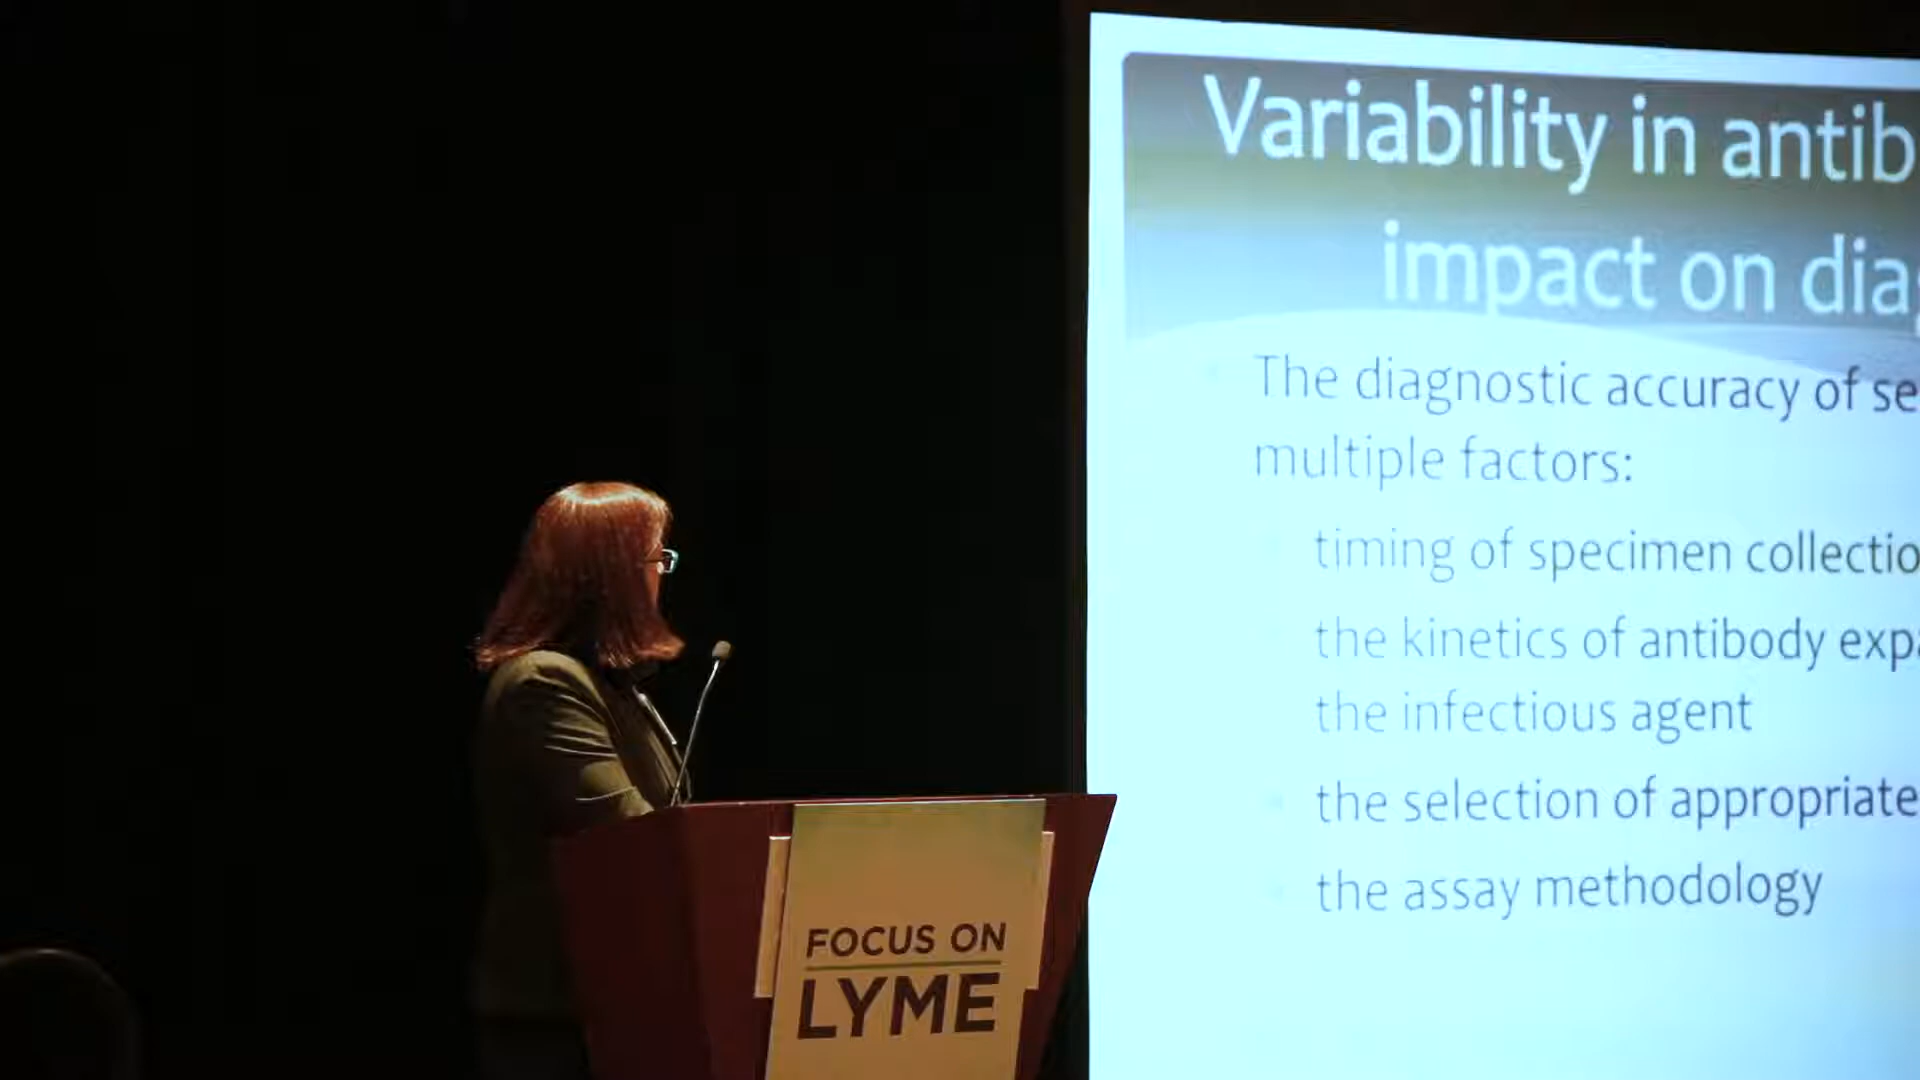 Variability in antib
impact on dia
The diagnostic accuracy of se
multiple factors:
timing of specimen collectio
the kinetics of antibody exp
the infectious agent
the selection of appropriate
the assay methodology
FOCUS ON
LYME